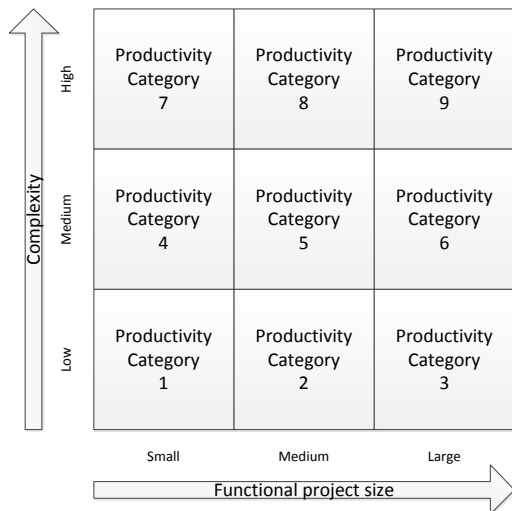 Complexity
High
Productivity
Category
7
Productivity
Category
8
Productivity
Category
9
Medium
Productivity
Category
4
Productivity
Category
5
Productivity
Category
6
Low
Productivity
Category
1
Productivity
Category
2
Productivity
Category
3
Small
Medium
Large
Functional project size